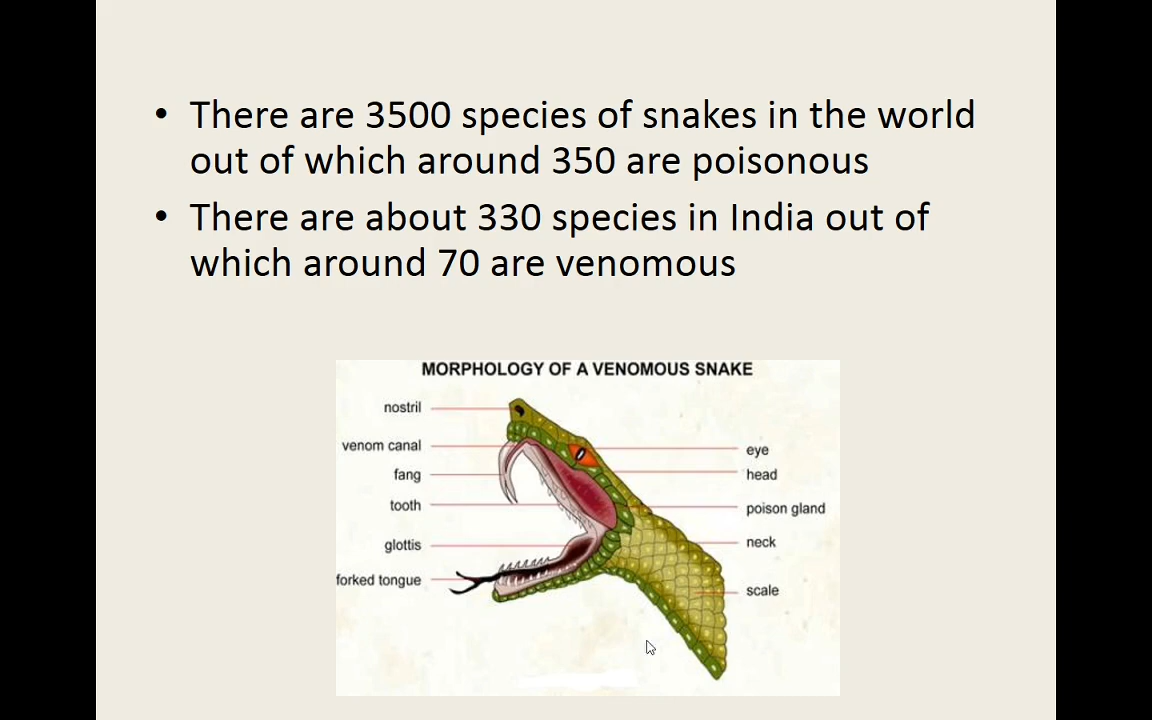 • There are 3500 species of snakes in the world
out of which around 350 are poisonous
• There are about 330 species in India out of
which around 70 are venomous
MORPHOLOGY OF A VENOMOUS SNAKE
nostril
venom canal
fang
tooth
glottis
forked tongue
eye
head
poison gland
neck
scale